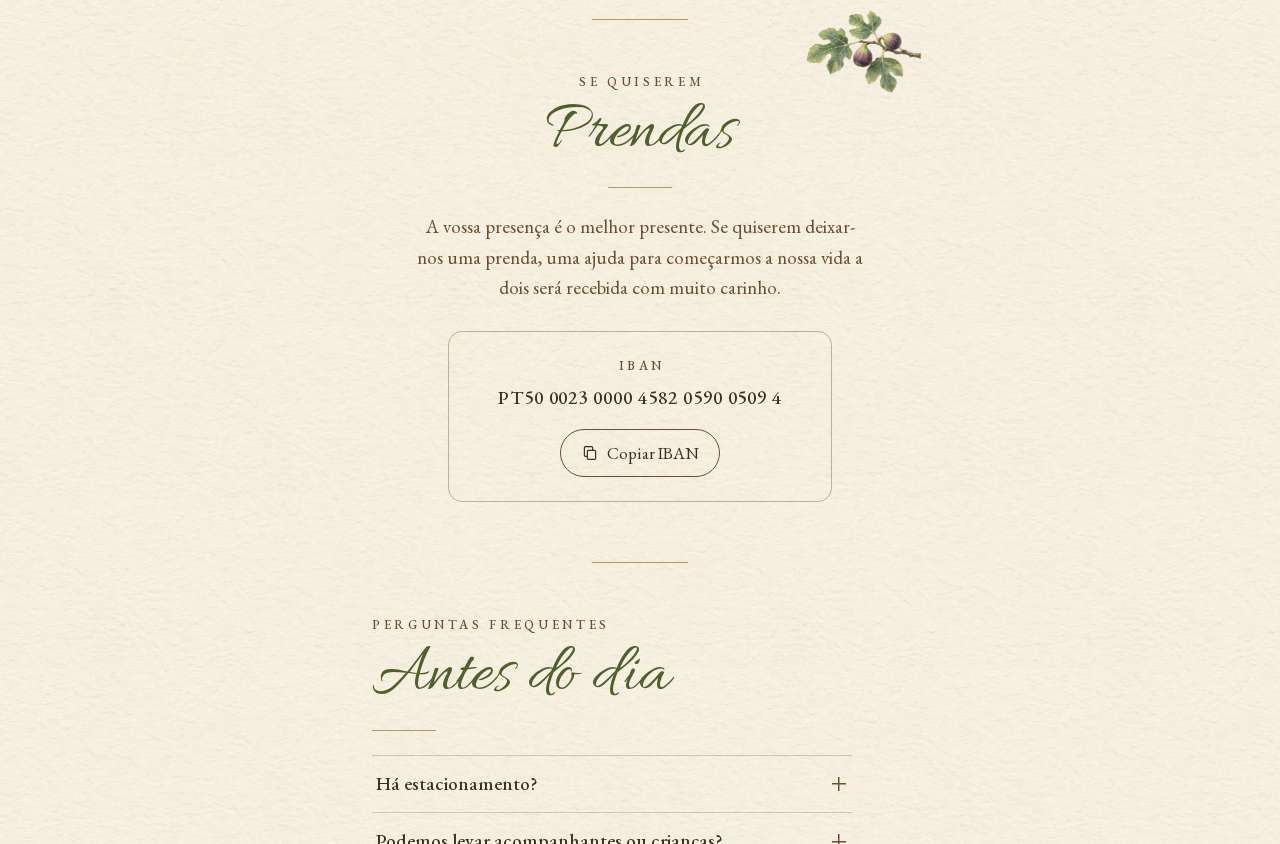 SE QUISEREM
Prendas
A vossa presença é o melhor presente. Se quiserem deixar-
nos uma prenda, uma ajuda para começarmos a nossa vida a
dois será recebida com muito carinho.
IBAN
PT50 0023 0000 4582 0590 0509 4
Copiar IBAN
PERGUNTAS FREQUENTES
Antes do dia
Há estacionamento?
Podemos levar acompanhantes ou crianças?